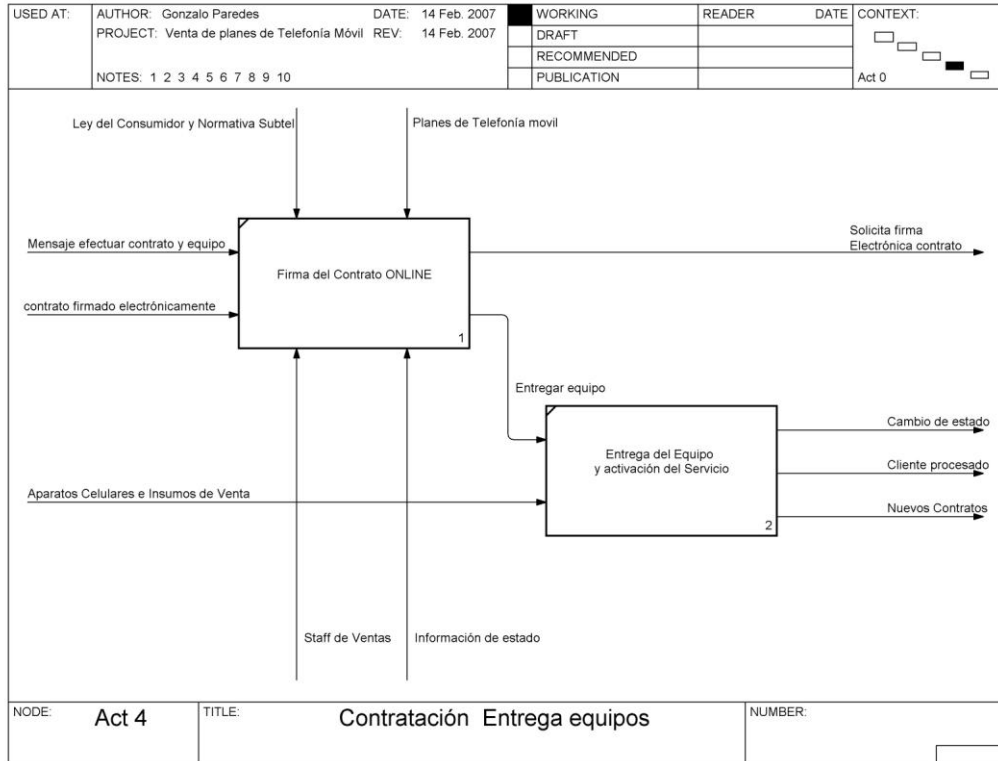 USED AT:
AUTHOR: Gonzalo Paredes
DATE: 14 Feb. 2007
PROJECT: Venta de planes de Telefonía Móvil
REV: 14 Feb. 2007
NOTES: 1 2 3 4 5 6 7 8 9 10
WORKING
DRAFT
RECOMMENDED
PUBLICATION
READER DATE
CONTEXT:
Act 0
Ley del Consumidor y Normativa Subtel
Planes de Telefonía movil
Mensaje efectuar contrato y equipo
Solicita firma
Electrónica contrato
Firma del Contrato ONLINE
contrato firmado electrónicamente
1
Entregar equipo
Cambio de estado
Entrega del Equipo
y activación del Servicio
Cliente procesado
Aparatos Celulares e Insumos de Venta
Nuevos Contratos
2
Staff de Ventas
Información de estado
NODE: Act 4
TITLE: Contratación Entrega equipos
NUMBER: